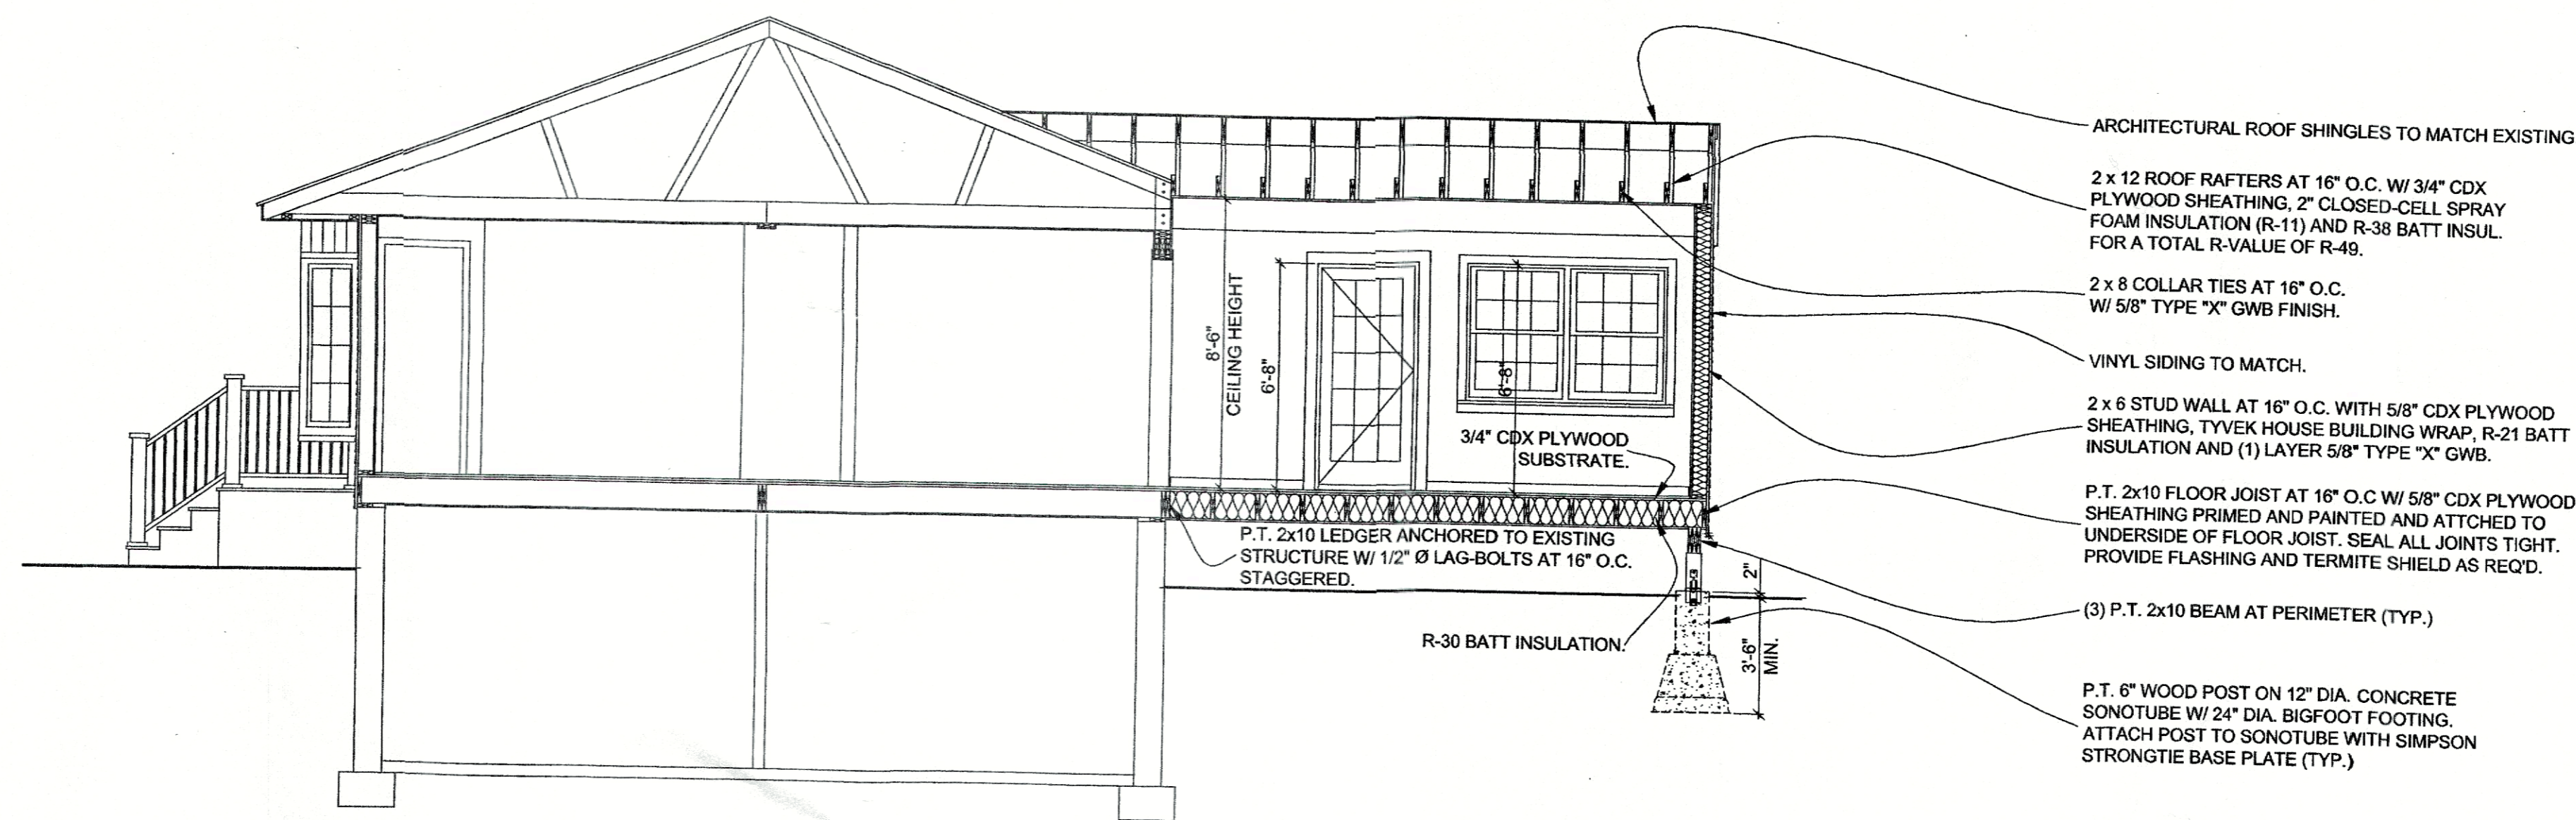 ARCHITECTURAL ROOF SHINGLES TO MATCH EXISTING
2 x 12 ROOF RAFTERS AT 16" O.C. W/ 3/4" CDX
PLYWOOD SHEATHING, 2" CLOSED-CELL SPRAY
FOAM INSULATION (R-11) AND R-38 BATT INSUL.
FOR A TOTAL R-VALUE OF R-49.
2 x 8 COLLAR TIES AT 16" O.C.
W/ 5/8" TYPE "X" GWB FINISH.
VINYL SIDING TO MATCH.
2 x 6 STUD WALL AT 16" O.C. WITH 5/8" CDX PLYWOOD
SHEATHING, TYVEK HOUSE BUILDING WRAP, R-21 BATT
INSULATION AND (1) LAYER 5/8" TYPE "X" GWB.
P.T. 2x10 FLOOR JOIST AT 16" O.C W/ 5/8" CDX PLYWOOD
SHEATHING PRIMED AND PAINTED AND ATTCHED TO
UNDERSIDE OF FLOOR JOIST. SEAL ALL JOINTS TIGHT.
PROVIDE FLASHING AND TERMITE SHIELD AS REQ'D.
(3) P.T. 2x10 BEAM AT PERIMETER (TYP.)
P.T. 6" WOOD POST ON 12" DIA. CONCRETE
SONOTUBE W/ 24" DIA. BIGFOOT FOOTING.
ATTACH POST TO SONOTUBE WITH SIMPSON
STRONGTIE BASE PLATE (TYP.)
8'-6"
CEILING HEIGHT
6'-8"
6'-8"
3/4" CDX PLYWOOD
SUBSTRATE.
P.T. 2x10 LEDGER ANCHORED TO EXISTING
STRUCTURE W/ 1/2" Ø LAG-BOLTS AT 16" O.C.
STAGGERED.
R-30 BATT INSULATION.
2"
3'-6"
MIN.